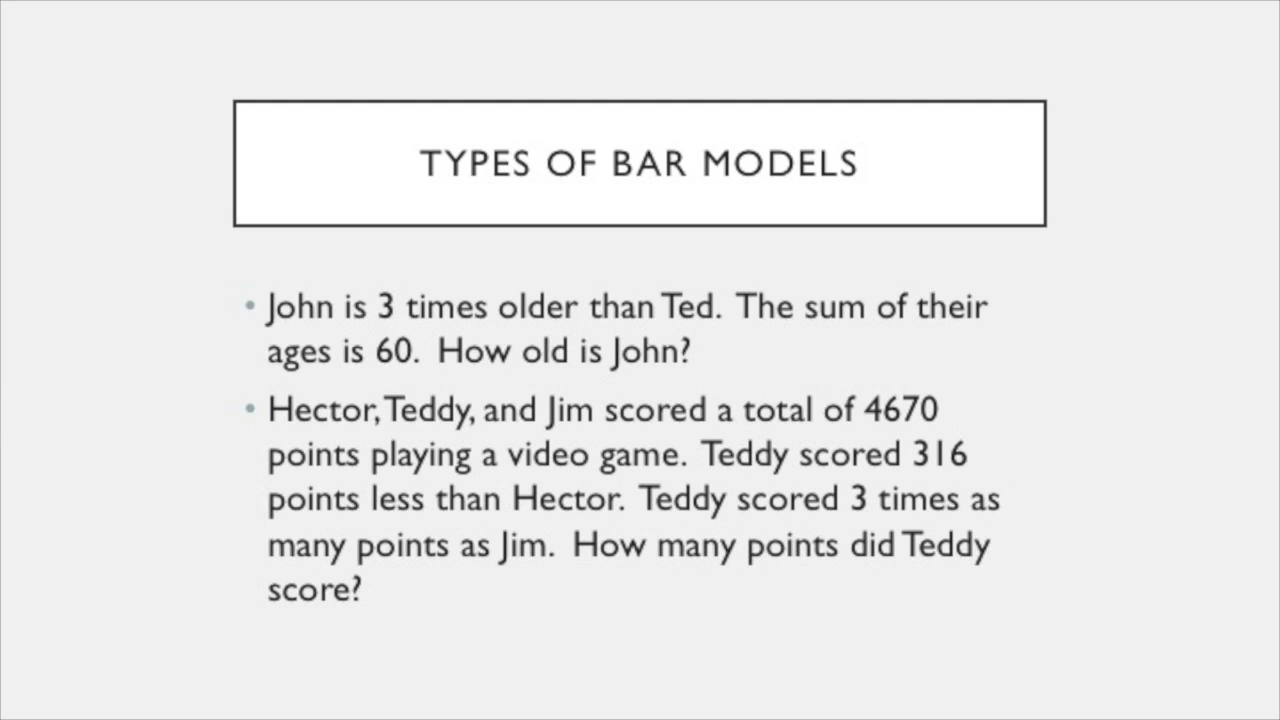 TYPES OF BAR MODELS
• John is 3 times older than Ted. The sum of their
ages is 60. How old is John?
• Hector, Teddy, and Jim scored a total of 4670
points playing a video game. Teddy scored 316
points less than Hector. Teddy scored 3 times as
many points as Jim. How many points did Teddy
score?